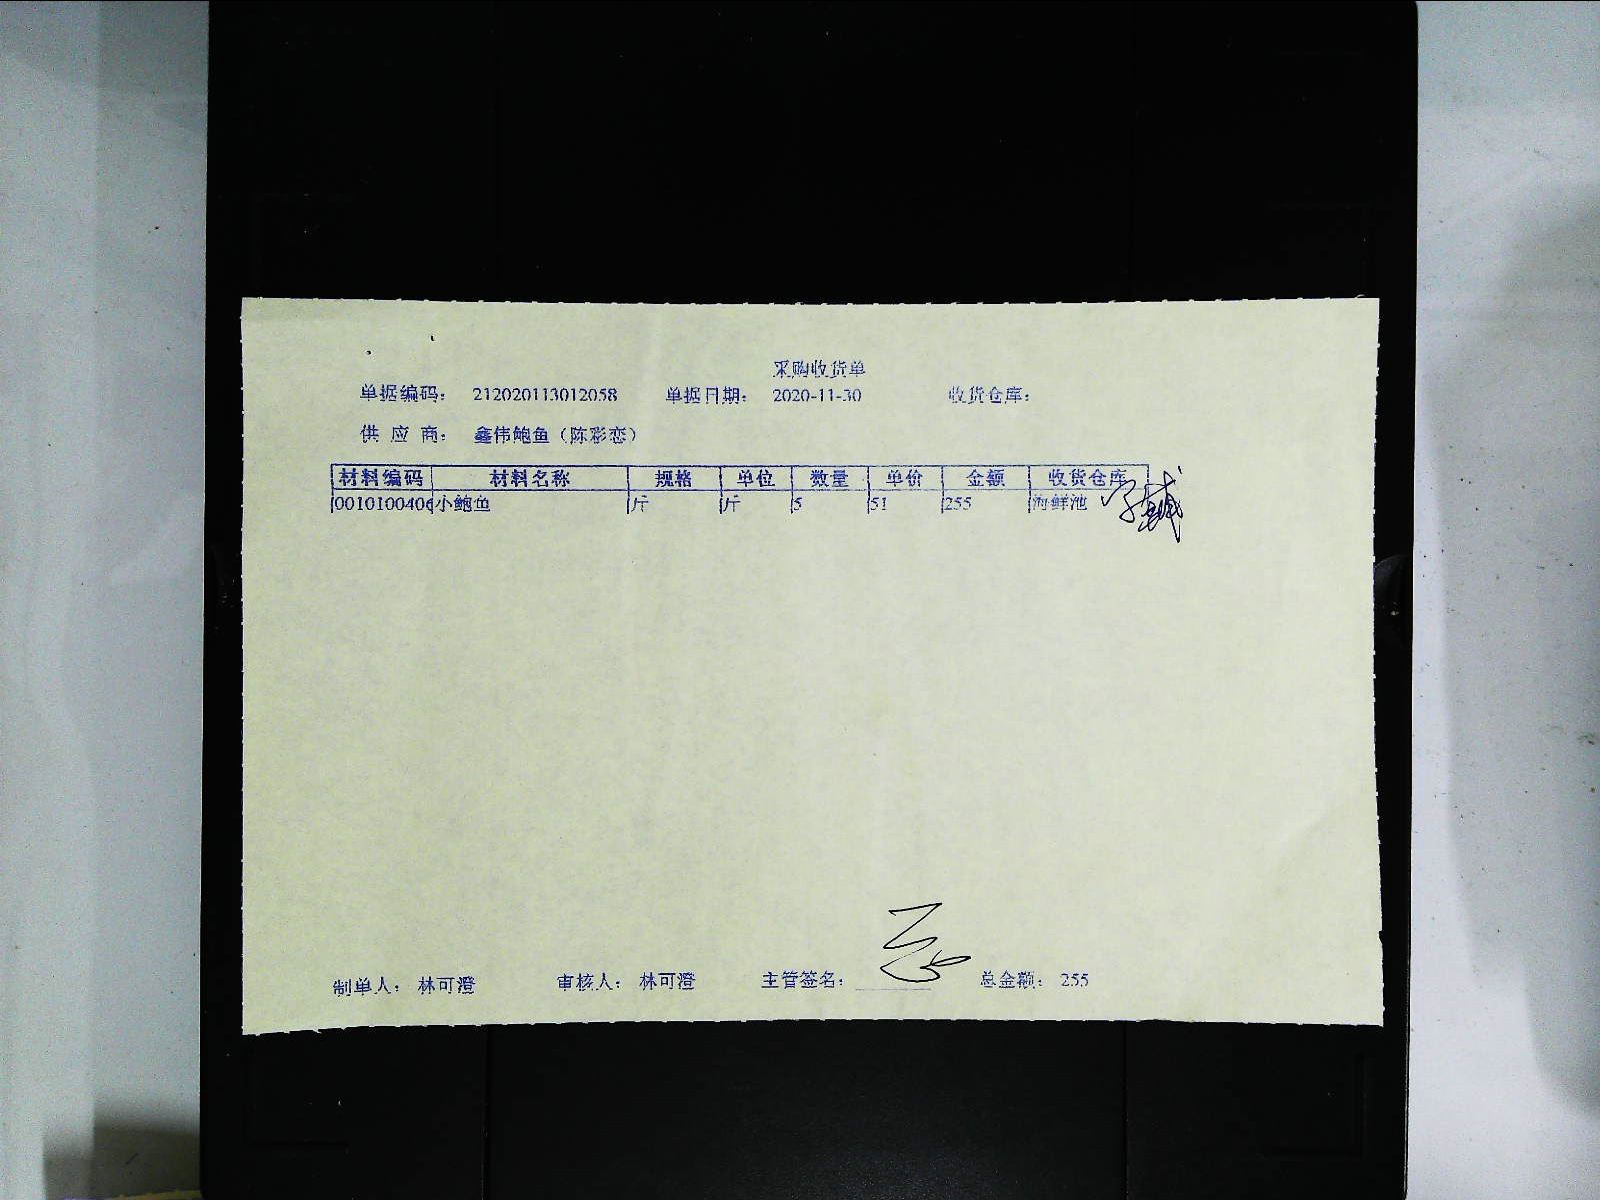 采购收货单
单据编码： 212020113012058 单据日期： 2020-11-30 收货仓库：
供 应 商： 鑫伟鲍鱼（陈彩恋）
材料编码 材料名称 规格 单位 数量 单价 金额 收货仓库
0010100406 小鲍鱼 斤 斤 5 51 255 海鲜池
制单人： 林可澄 审核人： 林可澄 主管签名： 总金额： 255